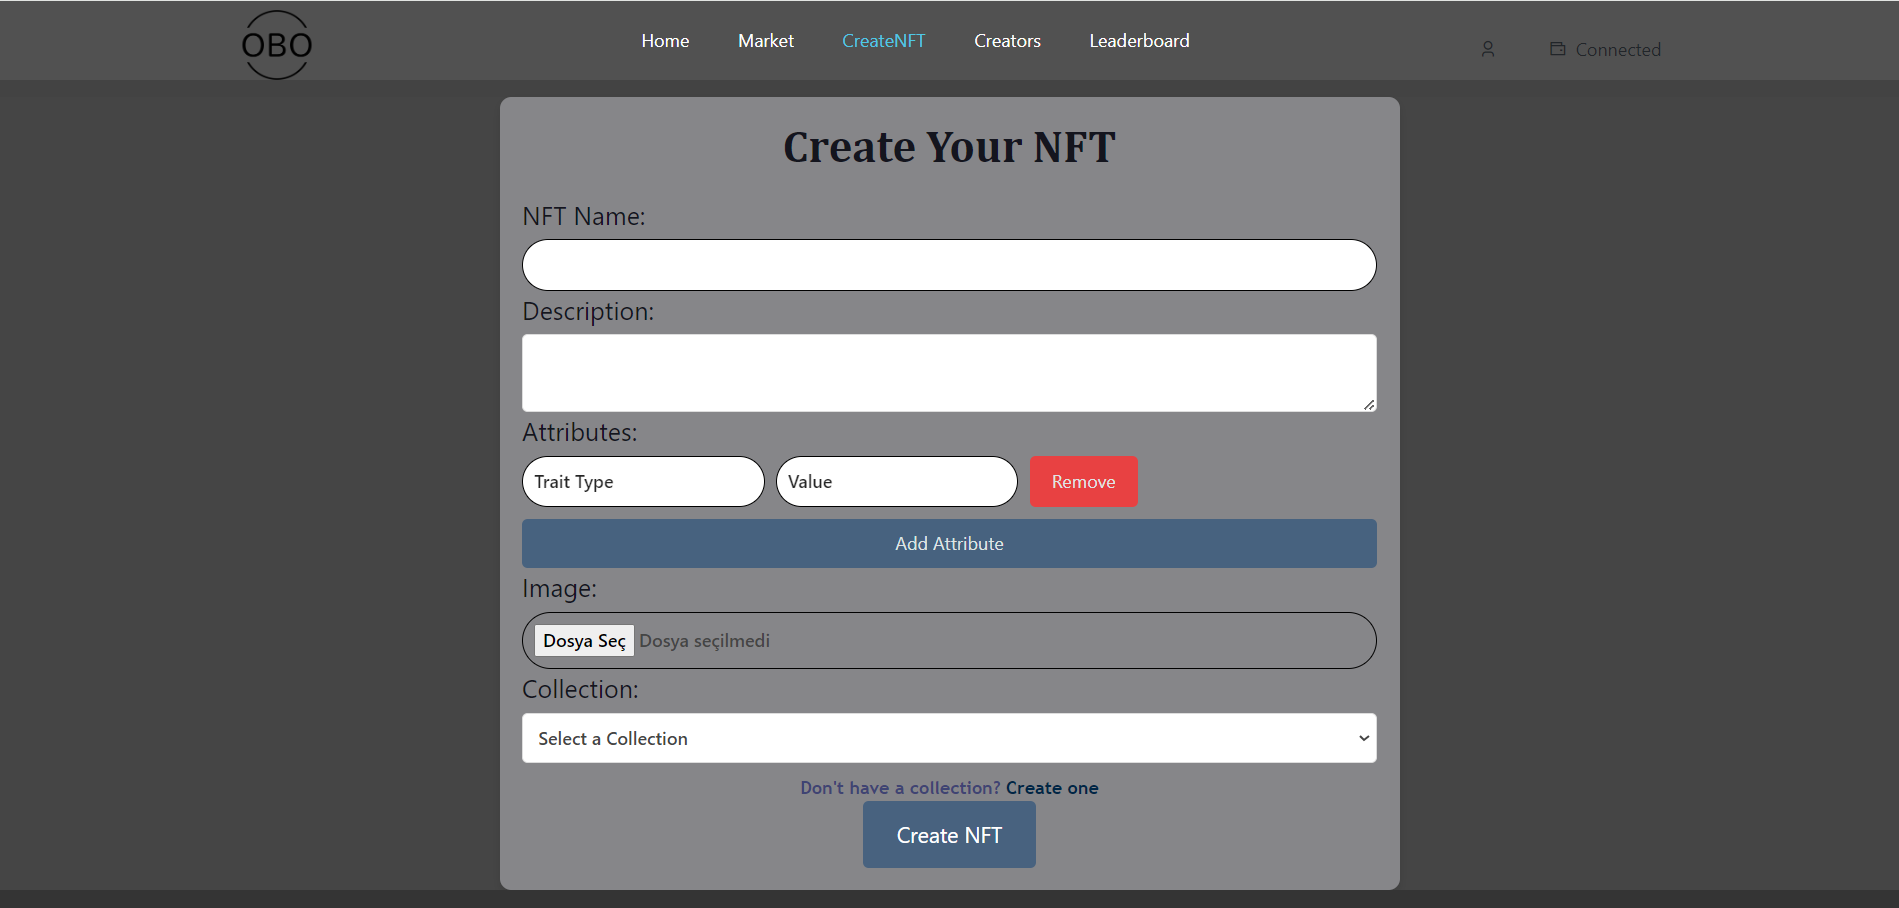 OBO
Home Market CreateNFT Creators Leaderboard
Connected
Create Your NFT
NFT Name:
Description:
Attributes:
Trait Type Value Remove
Add Attribute
Image:
Dosya Seç Dosya seçilmedi
Collection:
Select a Collection
Don't have a collection? Create one
Create NFT